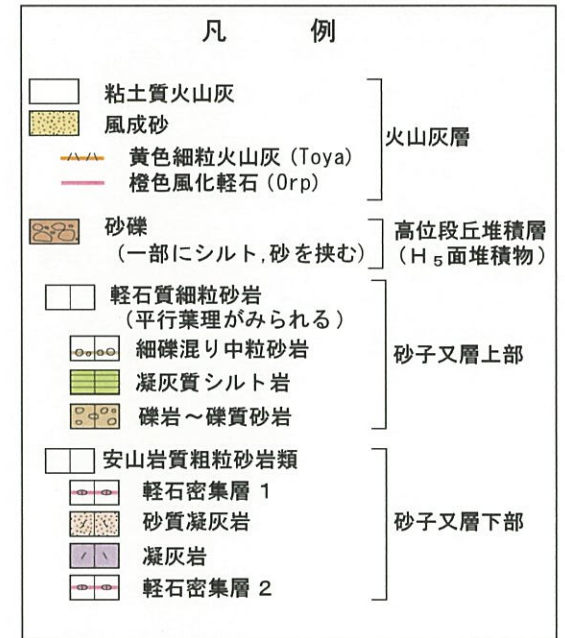 凡 例
粘土質火山灰
風成砂
黄色細粒火山灰(Toya)
橙色風化軽石(Orp)
火山灰層
砂礫
(一部にシルト,砂を挟む)
高位段丘堆積層
(H₅面堆積物)
軽石質細粒砂岩
(平行葉理がみられる)
細礫混り中粒砂岩
凝灰質シルト岩
礫岩~礫質砂岩
砂子又層上部
安山岩質粗粒砂岩類
軽石密集層 1
砂質凝灰岩
凝灰岩
軽石密集層 2
砂子又層下部